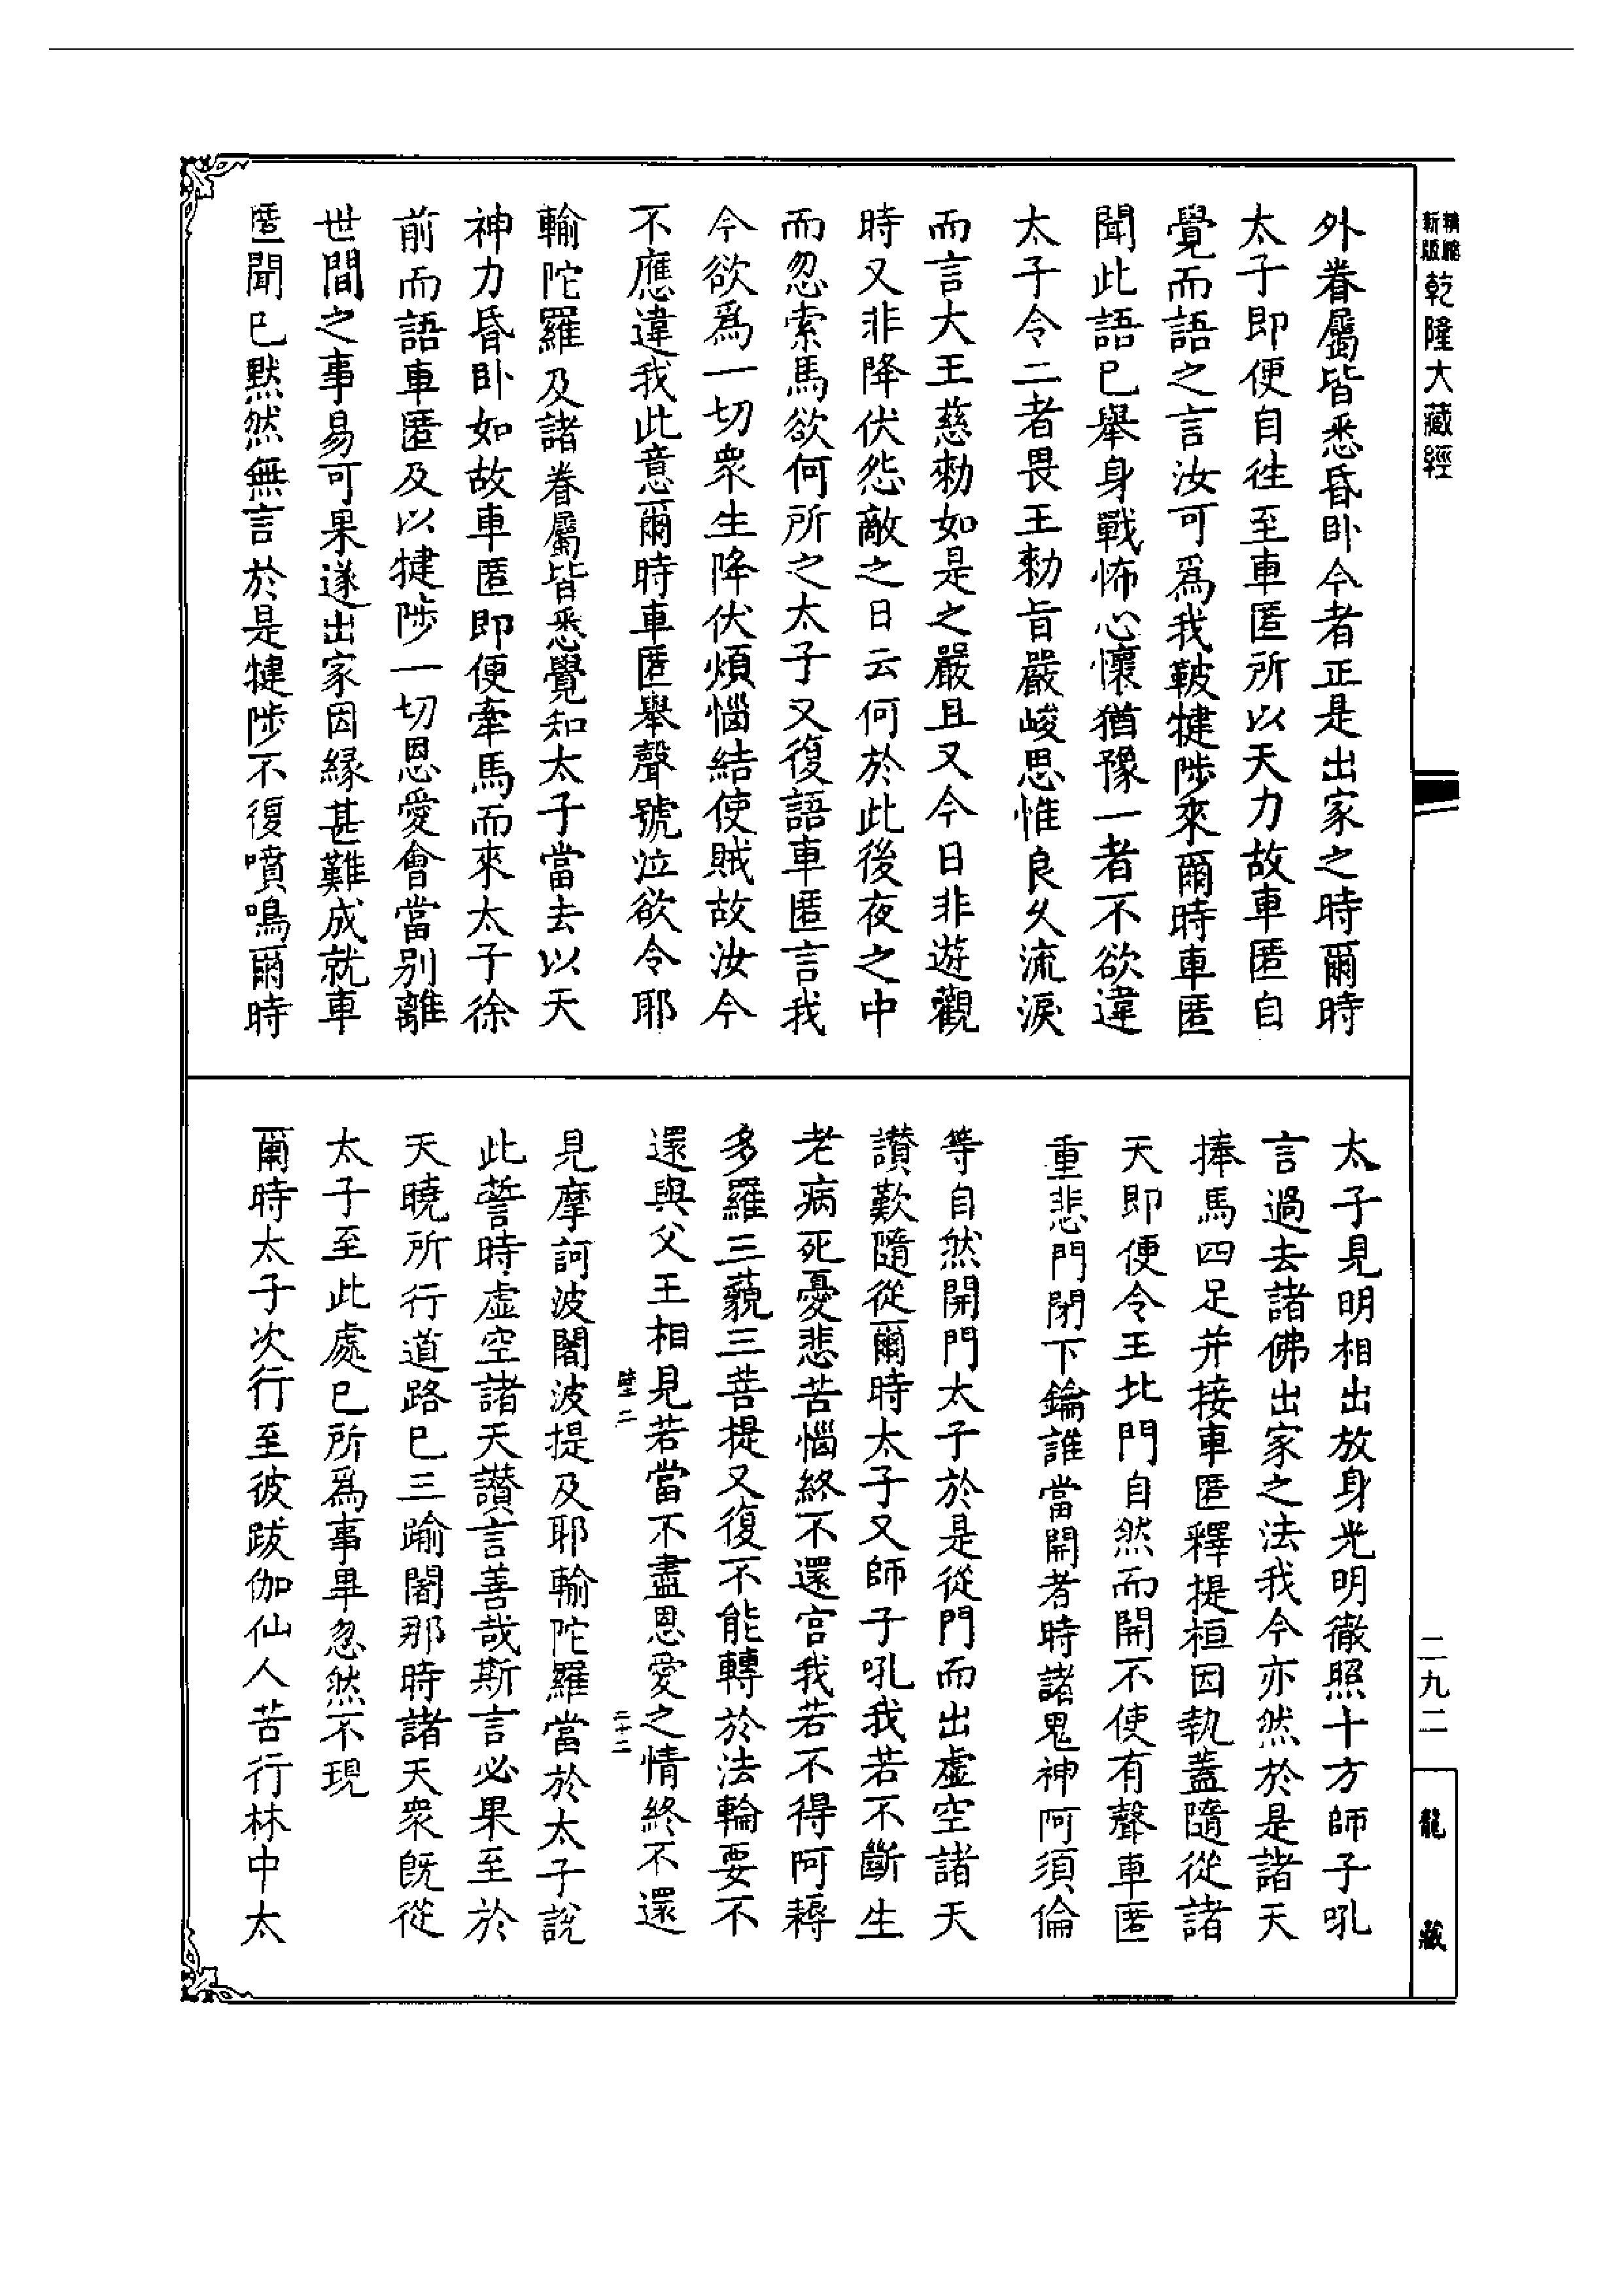 精縮
新版
乾隆大藏經
外眷屬皆悉昏卧今者正是出家之時爾時
太子即便自往至車匿所以天力故車匿自
覺而語之言汝可爲我鞁犍陟來爾時車匿
聞此語已舉身戰怖心懷猶豫一者不欲違
太子令二者畏王勑旨嚴峻思惟良久流淚
而言大王慈勑如是之嚴且又今日非遊觀
時又非降伏怨敵之日云何於此後夜之中
而忽索馬欲何所之太子又復語車匿言我
今欲爲一切衆生降伏煩惱結使賊故汝今
不應違我此意爾時車匿舉聲號泣欲令耶
輸陀羅及諸眷屬皆悉覺知太子當去以天
神力昏卧如故車匿即便牽馬而來太子徐
前而語車匿及以犍陟一切恩愛會當別離
世間之事易可果遂出家因緣甚難成就車
匿聞已默然無言於是犍陟不復噴鳴爾時
太子見明相出放身光明徹照十方師子吼
言過去諸佛出家之法我今亦然於是諸天
捧馬四足并接車匿釋提桓因執蓋隨從諸
天即便令王北門自然而開不使有聲車匿
重悲門閉下鑰誰當開者時諸鬼神阿須倫
等自然開門太子於是從門而出虛空諸天
讃歎隨從爾時太子又師子吼我若不斷生
老病死憂悲苦惱終不還宮我若不得阿耨
多羅三藐三菩提又復不能轉於法輪要不
還與父王相見若當不盡恩愛之情終不還
壁二
二十二
見摩訶波闍波提及耶輸陀羅當於太子說
此誓時虛空諸天讃言善哉斯言必果至於
天曉所行道路已三踰闍那時諸天衆既從
太子至此處已所爲事畢忽然不現
爾時太子次行至彼跋伽仙人苦行林中太
二九二
龍藏